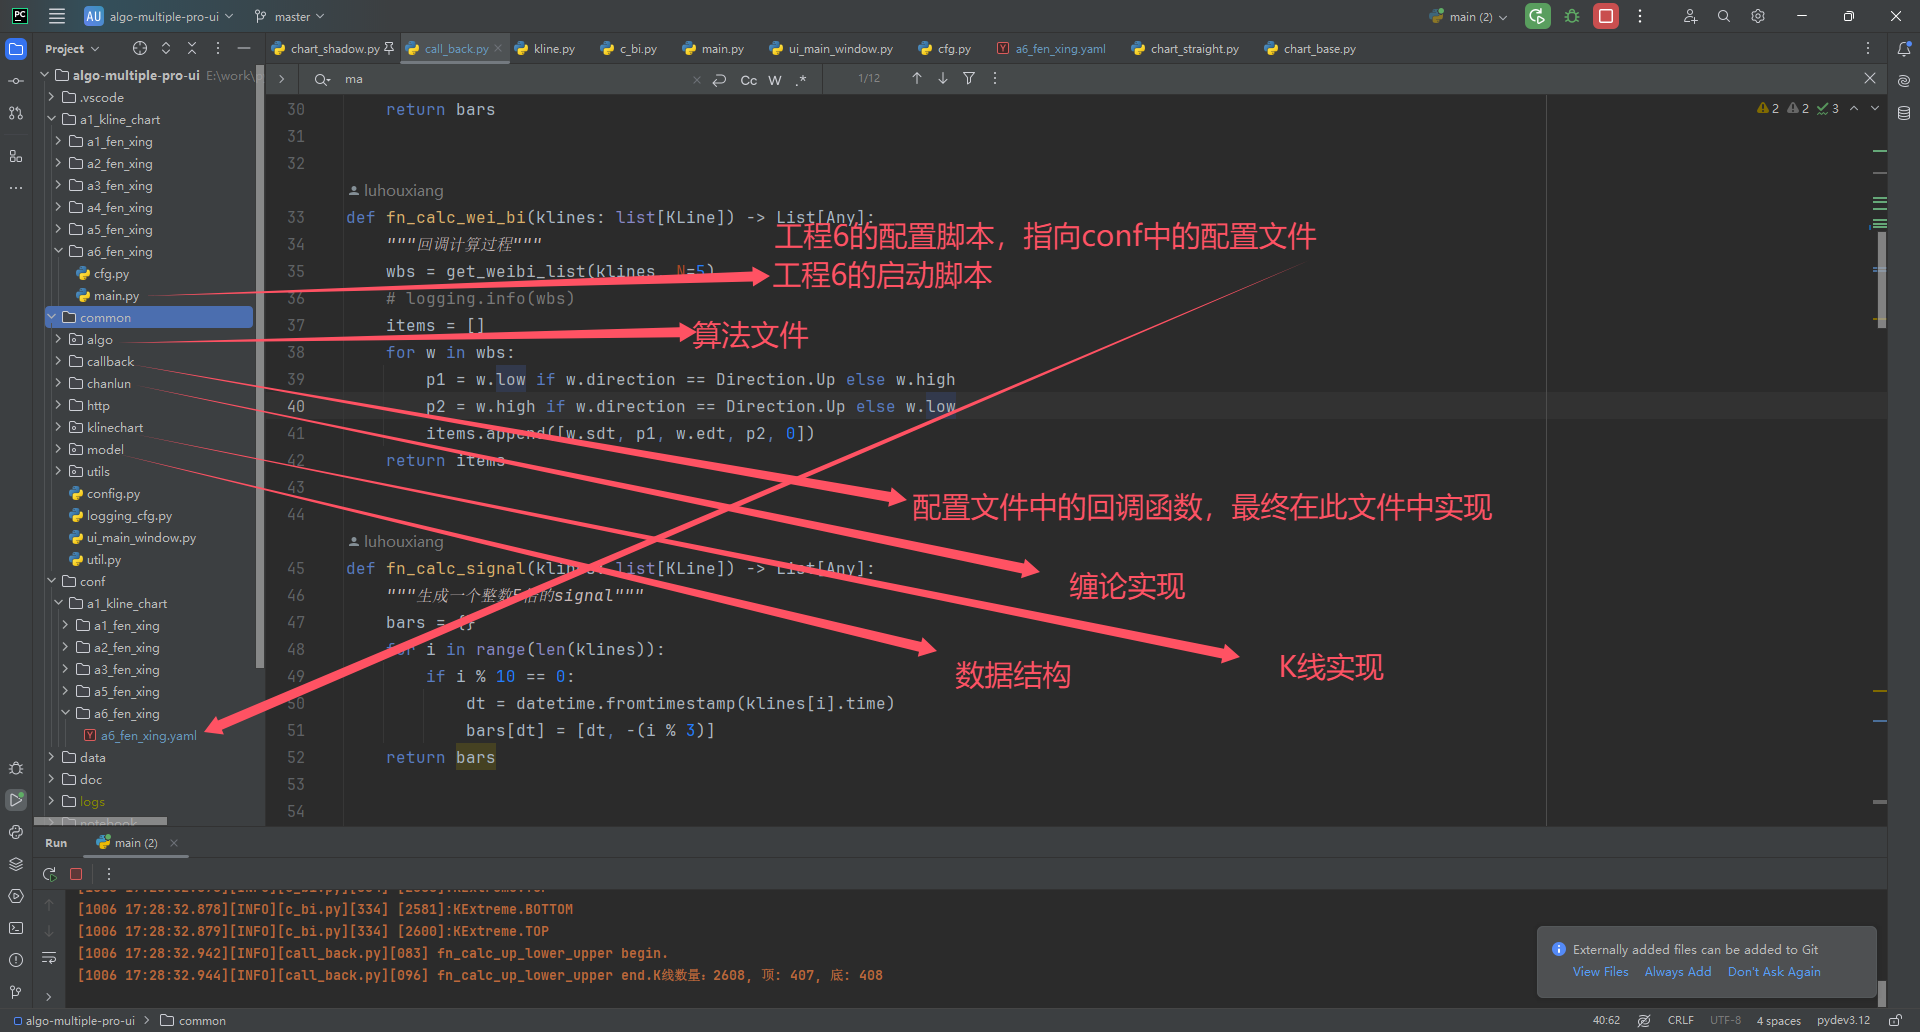 algo-multiple-pro-ui
master
main (2)
Project
chart_shadow.py
call_back.py
kline.py
c_bi.py
main.py
ui_main_window.py
cfg.py
a6_fen_xing.yaml
chart_straight.py
chart_base.py
ma
Cc
W
.*
1/12
algo-multiple-pro-ui
.vscode
a1_kline_chart
a1_fen_xing
a2_fen_xing
a3_fen_xing
a4_fen_xing
a5_fen_xing
a6_fen_xing
cfg.py
main.py
common
algo
callback
chanlun
http
klinechart
model
utils
config.py
logging_cfg.py
ui_main_window.py
util.py
conf
a1_kline_chart
a1_fen_xing
a2_fen_xing
a3_fen_xing
a5_fen_xing
a6_fen_xing
a6_fen_xing.yaml
data
doc
logs
notebook
2 2 3
30 return bars
31
32
luhouxiang
33 def fn_calc_wei_bi(klines: list[KLine]) -> List[Any]:
34 """回调计算过程"""
35 wbs = get_weibi_list(klines, N=5)
36 # logging.info(wbs)
37 items = []
38 for w in wbs:
39 p1 = w.low if w.direction == Direction.Up else w.high
40 p2 = w.high if w.direction == Direction.Up else w.low
41 items.append([w.sdt, p1, w.edt, p2, 0])
42 return items
43
44
luhouxiang
45 def fn_calc_signal(klines: list[KLine]) -> List[Any]:
46 """生成一个整数5倍的signal"""
47 bars = {}
48 for i in range(len(klines)):
49 if i % 10 == 0:
50 dt = datetime.fromtimestamp(klines[i].time)
51 bars[dt] = [dt, -(i % 3)]
52 return bars
53
54
工程6的配置脚本，指向conf中的配置文件
工程6的启动脚本
算法文件
配置文件中的回调函数，最终在此文件中实现
缠论实现
数据结构
K线实现
Run
main (2)
[1006 17:28:32.878][INFO][c_bi.py][334] [2581]:KExtreme.BOTTOM
[1006 17:28:32.879][INFO][c_bi.py][334] [2600]:KExtreme.TOP
[1006 17:28:32.942][INFO][call_back.py][083] fn_calc_up_lower_upper begin.
[1006 17:28:32.944][INFO][call_back.py][096] fn_calc_up_lower_upper end.K线数量: 2608, 顶: 407, 底: 408
Externally added files can be added to Git
View Files Always Add Don't Ask Again
algo-multiple-pro-ui
common
40:62
CRLF
UTF-8
4 spaces
pydev3.12